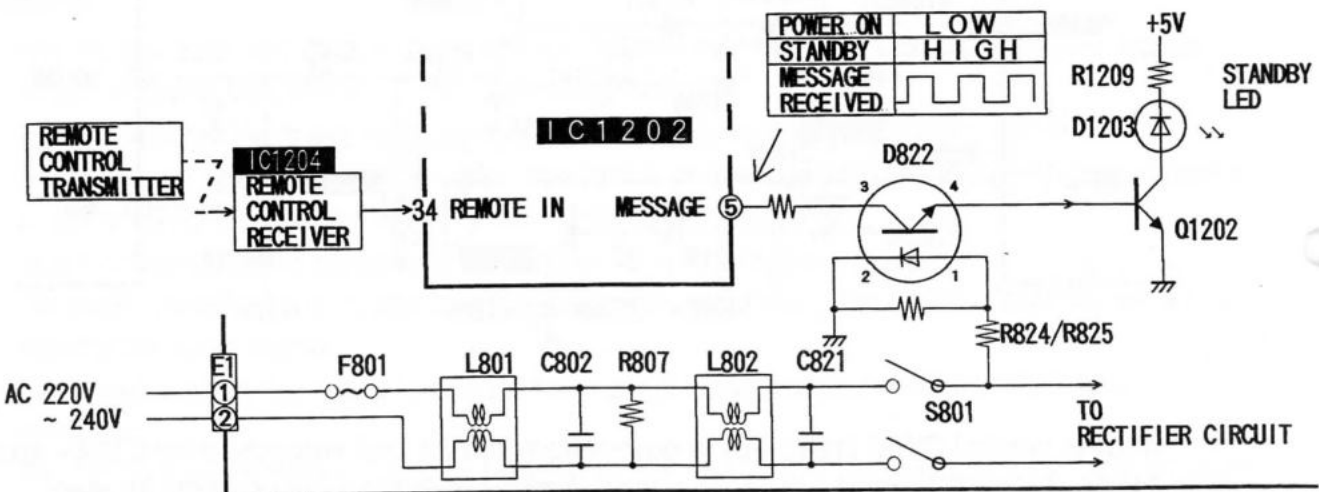 POWER ON LOW
STANDBY HIGH
MESSAGE RECEIVED
+5V
R1209
STANDBY LED
D1203
REMOTE CONTROL TRANSMITTER
IC1204
REMOTE CONTROL RECEIVER
IC1202
34 REMOTE IN MESSAGE 5
D822
3 4
Q1202
2 1
R824/R825
E1
F801 L801 C802 R807 L802 C821
AC 220V ~ 240V
1
2
S801
TO RECTIFIER CIRCUIT